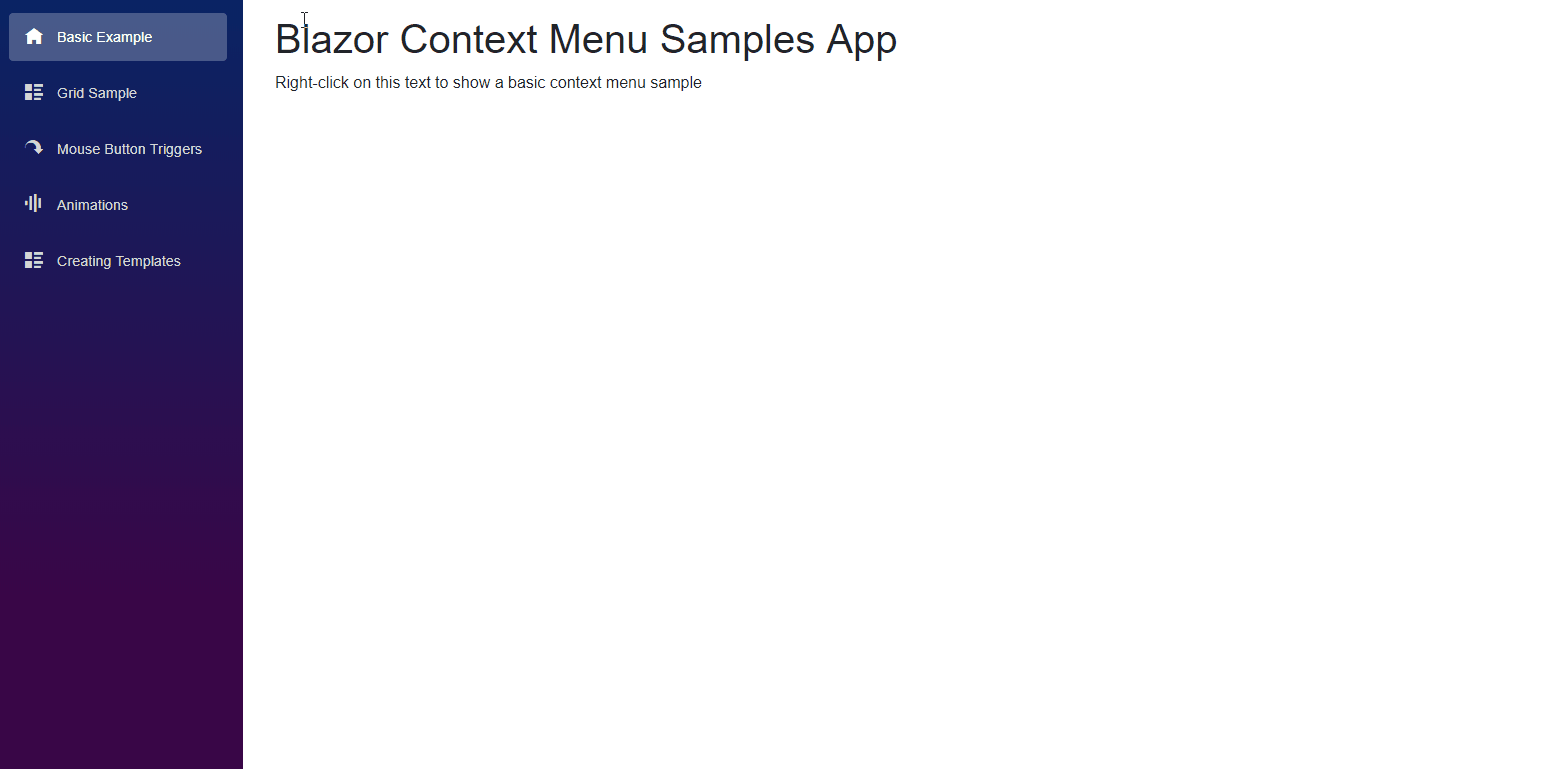 Basic Example
Grid Sample
Mouse Button Triggers
Animations
Creating Templates
Blazor Context Menu Samples App
Right-click on this text to show a basic context menu sample